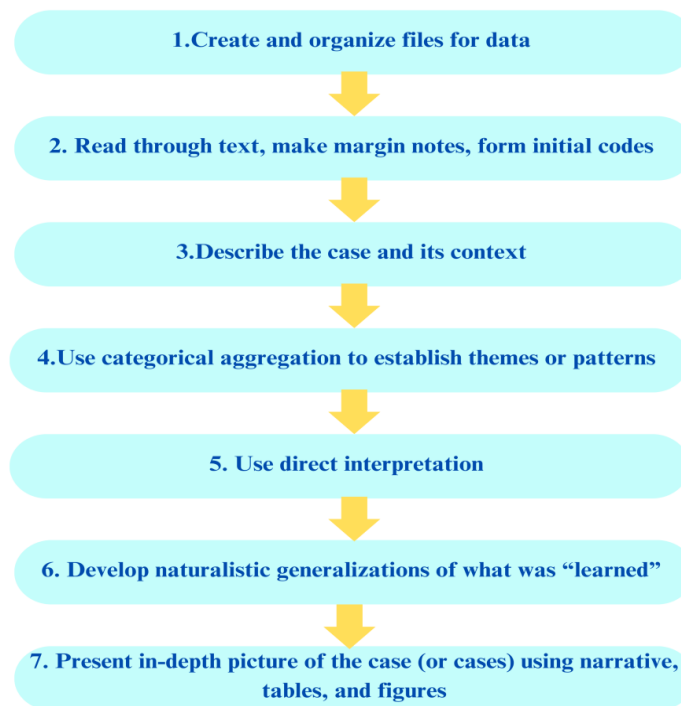 1.Create and organize files for data
2. Read through text, make margin notes, form initial codes
3.Describe the case and its context
4.Use categorical aggregation to establish themes or patterns
5. Use direct interpretation
6. Develop naturalistic generalizations of what was “learned”
7. Present in-depth picture of the case (or cases) using narrative,
tables, and figures